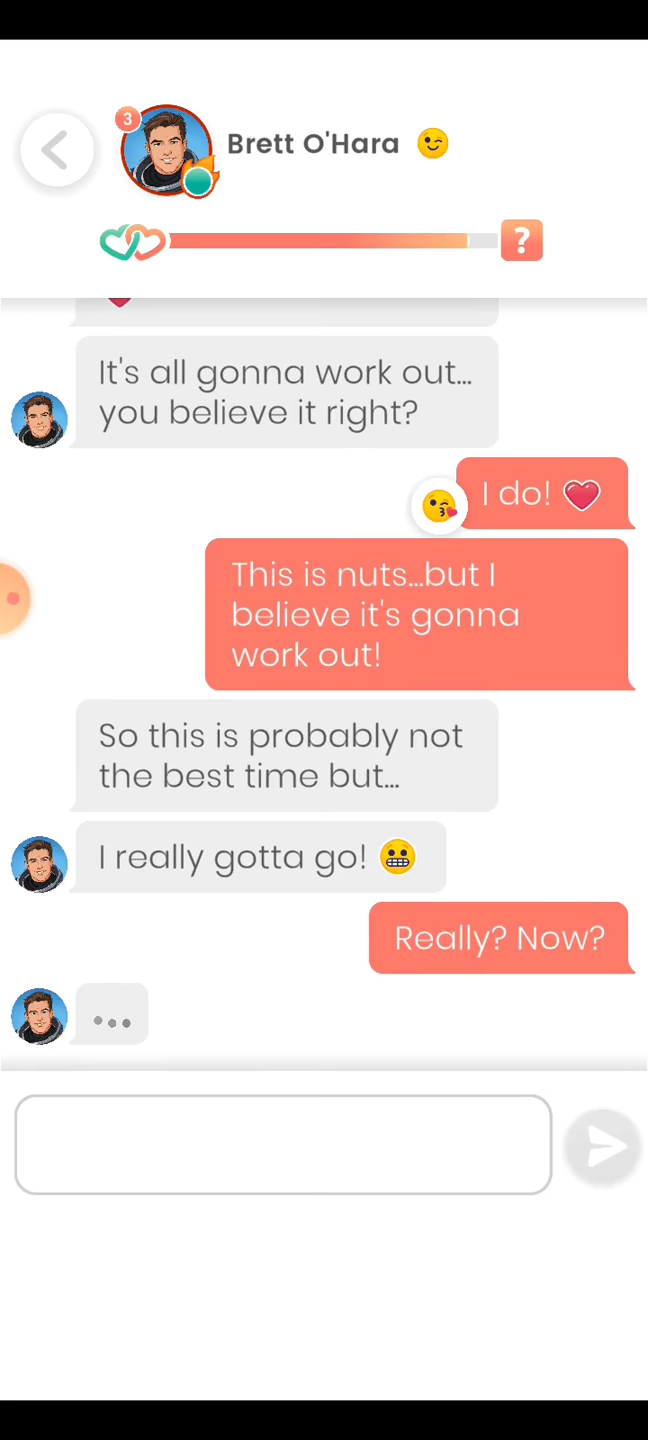 3
Brett O'Hara 😉
?
It's all gonna work out...
you believe it right?
I do! ❤️
This is nuts...but I
believe it's gonna
work out!
So this is probably not
the best time but...
I really gotta go! 😬
Really? Now?